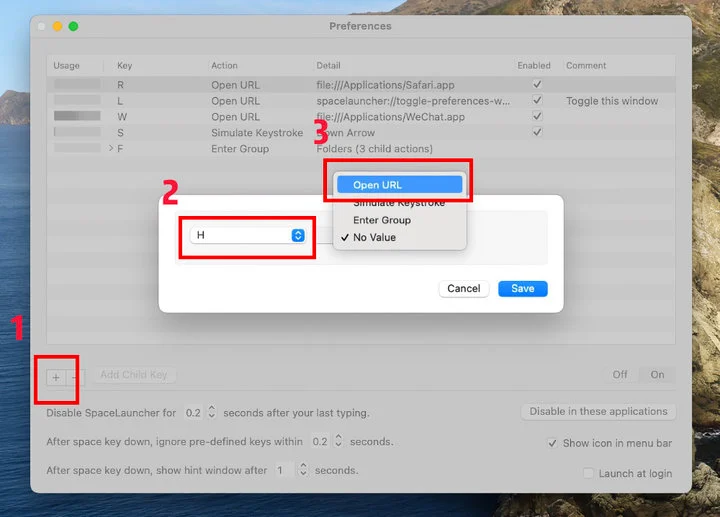 Preferences
Usage Key Action Detail Enabled Comment
R Open URL file:///Applications/Safari.app
L Open URL spacelauncher://toggle-preferences-w... Toggle this window
W Open URL file:///Applications/WeChat.app
S Simulate Keystroke Down Arrow
F Enter Group Folders (3 child actions)
3
2
Open URL
Simulate Keystroke
Enter Group
No Value
H
Cancel Save
1
+ Add Child Key Off On
Disable SpaceLauncher for 0.2 seconds after your last typing. Disable in these applications
After space key down, ignore pre-defined keys within 0.2 seconds. Show icon in menu bar
After space key down, show hint window after 1 seconds. Launch at login